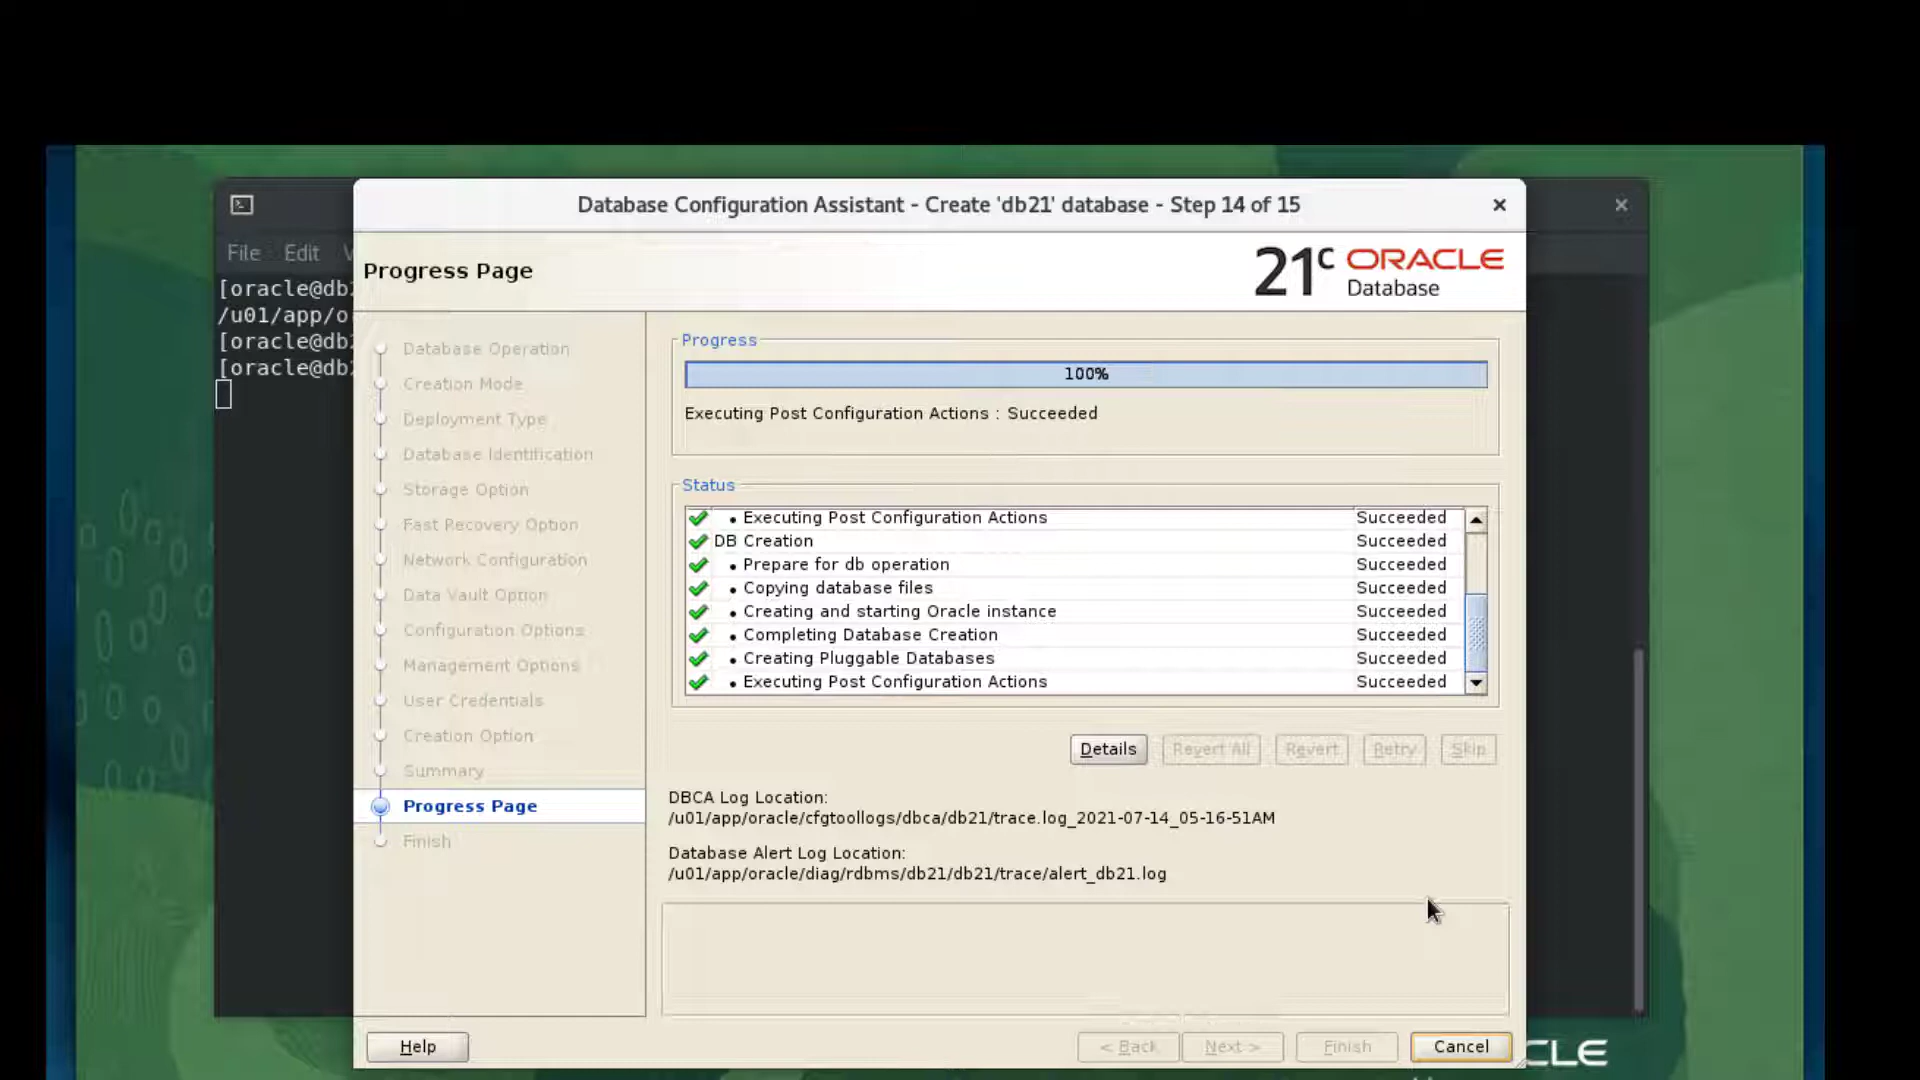 Database Configuration Assistant - Create 'db21' database - Step 14 of 15
File Edit
[oracle@db
/u01/app/o
[oracle@db
[oracle@db
Progress Page
21c ORACLE
Database
Database Operation
Creation Mode
Deployment Type
Database Identification
Storage Option
Fast Recovery Option
Network Configuration
Data Vault Option
Configuration Options
Management Options
User Credentials
Creation Option
Summary
Progress Page
Finish
Progress
100%
Executing Post Configuration Actions : Succeeded
Status
• Executing Post Configuration Actions Succeeded
DB Creation Succeeded
• Prepare for db operation Succeeded
• Copying database files Succeeded
• Creating and starting Oracle instance Succeeded
• Completing Database Creation Succeeded
• Creating Pluggable Databases Succeeded
• Executing Post Configuration Actions Succeeded
Details Revert All Revert Retry Skip
DBCA Log Location:
/u01/app/oracle/cfgtoollogs/dbca/db21/trace.log_2021-07-14_05-16-51AM
Database Alert Log Location:
/u01/app/oracle/diag/rdbms/db21/db21/trace/alert_db21.log
Help < Back Next > Finish Cancel
CLE